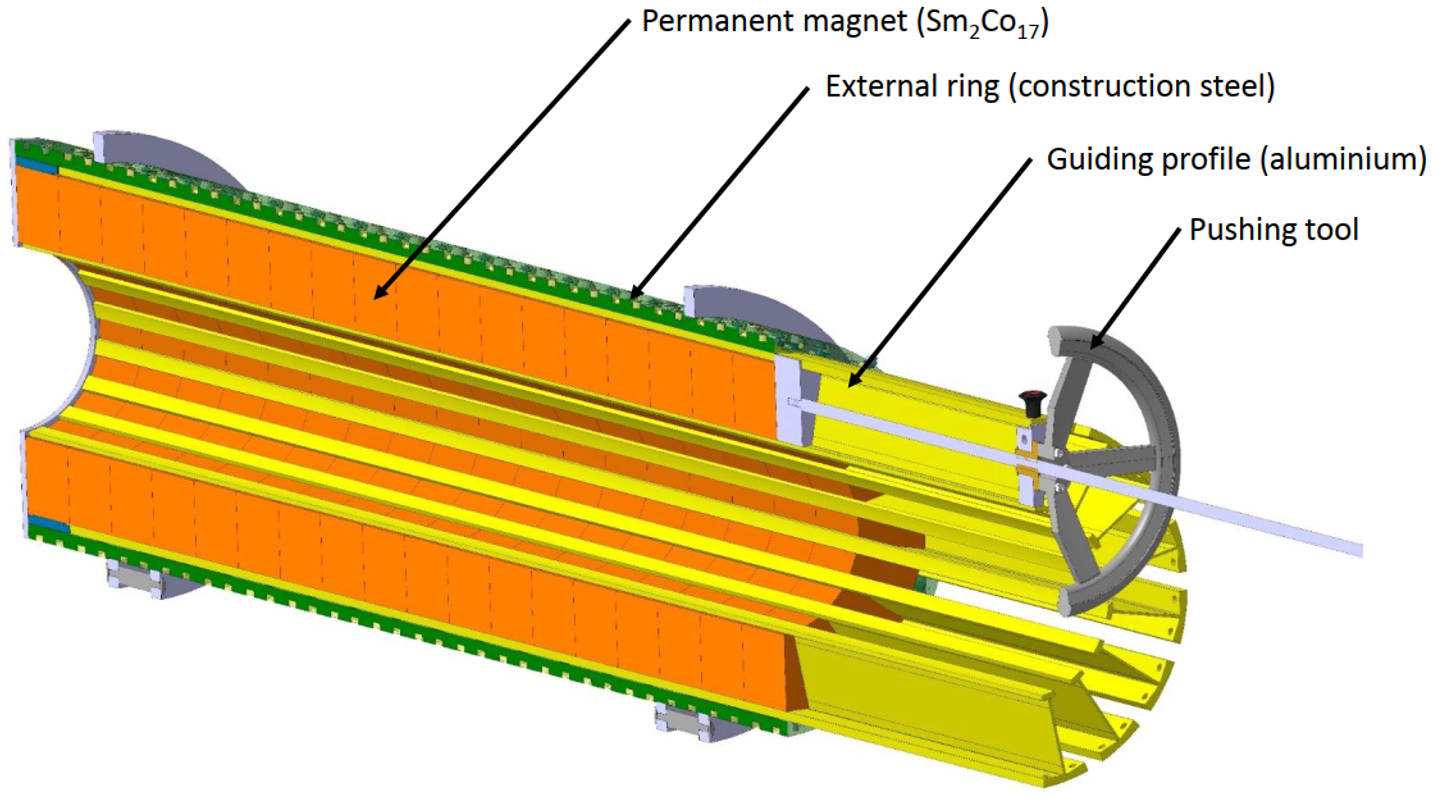 Permanent magnet (Sm₂Co₁₇)
External ring (construction steel)
Guiding profile (aluminium)
Pushing tool